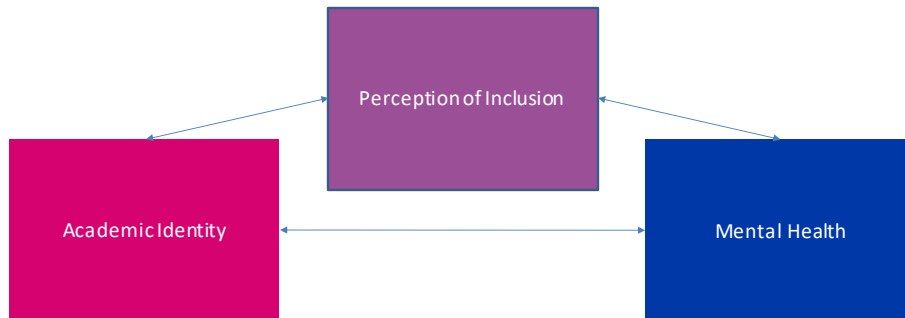 Perception of Inclusion
Academic Identity
Mental Health